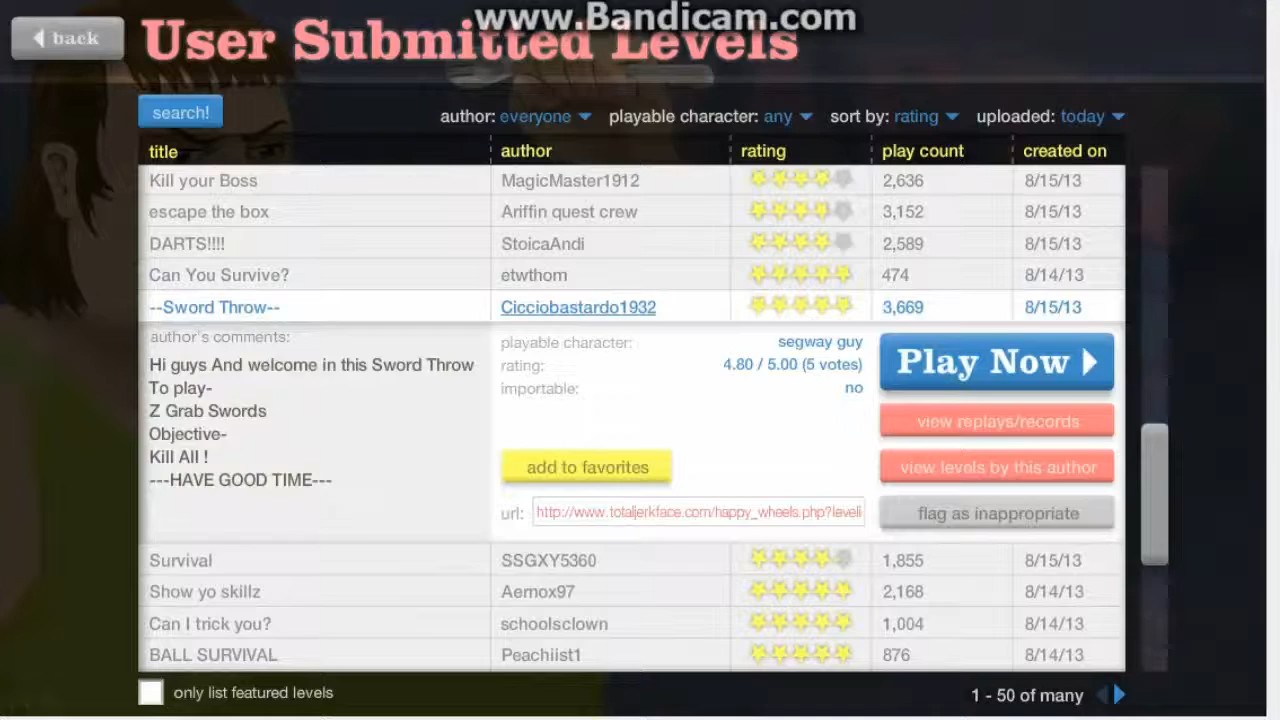 www.Bandicam.com
back
User Submitted Levels
search!
author: everyone playable character: any sort by: rating uploaded: today
title author rating play count created on
Kill your Boss MagicMaster1912 2,636 8/15/13
escape the box Ariffin quest crew 3,152 8/15/13
DARTS!!!! StoicaAndi 2,589 8/15/13
Can You Survive? etwthom 474 8/14/13
--Sword Throw-- Cicciobastardo1932 3,669 8/15/13
author's comments:
Hi guys And welcome in this Sword Throw
To play-
Z Grab Swords
Objective-
Kill All !
---HAVE GOOD TIME---
playable character: segway guy
rating: 4.80 / 5.00 (5 votes)
importable: no
add to favorites
url: http://www.totaljerkface.com/happy_wheels.php?leveli
Play Now
view replays/records
view levels by this author
flag as inappropriate
Survival SSGXY5360 1,855 8/15/13
Show yo skillz Aemox97 2,168 8/14/13
Can I trick you? schoolsclown 1,004 8/14/13
BALL SURVIVAL Peachiist1 876 8/14/13
only list featured levels
1 - 50 of many